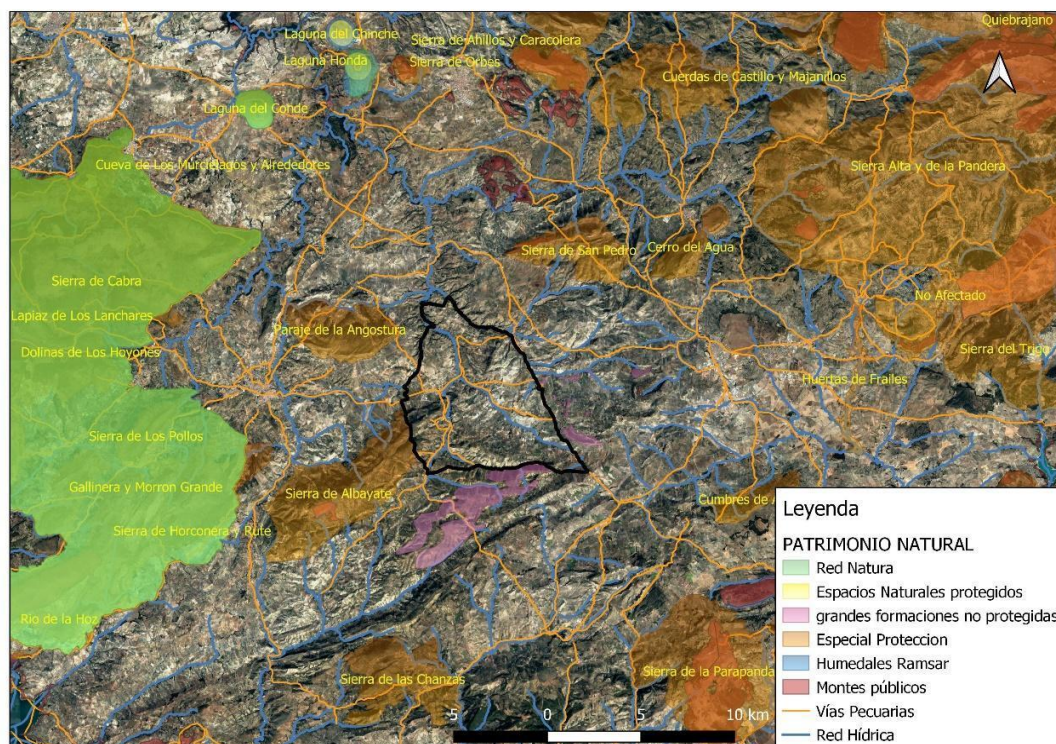 Quiebrajano
Laguna del Chinche
Sierra de Ahillos y Caracolera
Laguna Honda
Sierra de Orbes
Cuerdas de Castillo y Majanillos
Laguna del Conde
Cueva de Los Murciélagos y Alrededores
Sierra Alta y de la Pandera
Sierra de San Pedro
Cerro del Agua
Sierra de Cabra
No Afectado
Lapiaz de Los Lanchares
Paraje de la Angostura
Dolinas de Los Hoyones
Sierra del Trigo
Huertas de Frailes
Sierra de Los Pollos
Gallinera y Morron Grande
Sierra de Albayate
Cumbres de
Sierra de Horconera y Rute
Rio de la Hoz
Sierra de las Chanzas
Sierra de la Parapanda
5 0 5 10 km
Leyenda
PATRIMONIO NATURAL
Red Natura
Espacios Naturales protegidos
grandes formaciones no protegidas
Especial Proteccion
Humedales Ramsar
Montes públicos
Vías Pecuarias
Red Hídrica